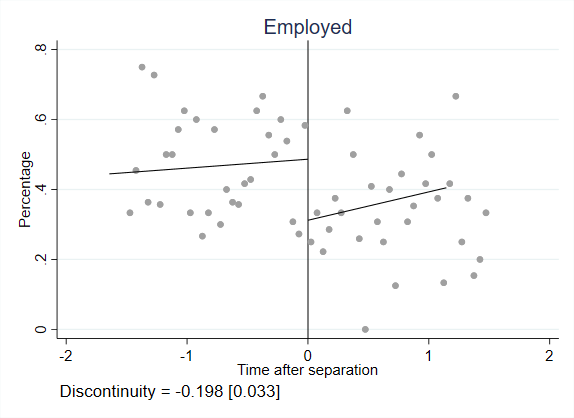 Employed
Percentage
.8
.6
.4
.2
0
-2
-1
0
1
2
Time after separation
Discontinuity = -0.198 [0.033]